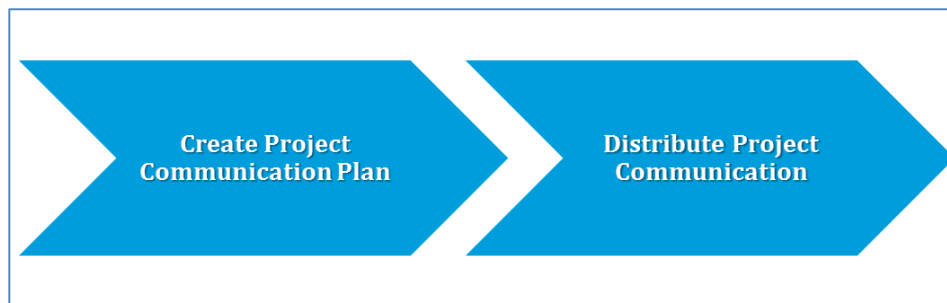 Create Project
Communication Plan
Distribute Project
Communication